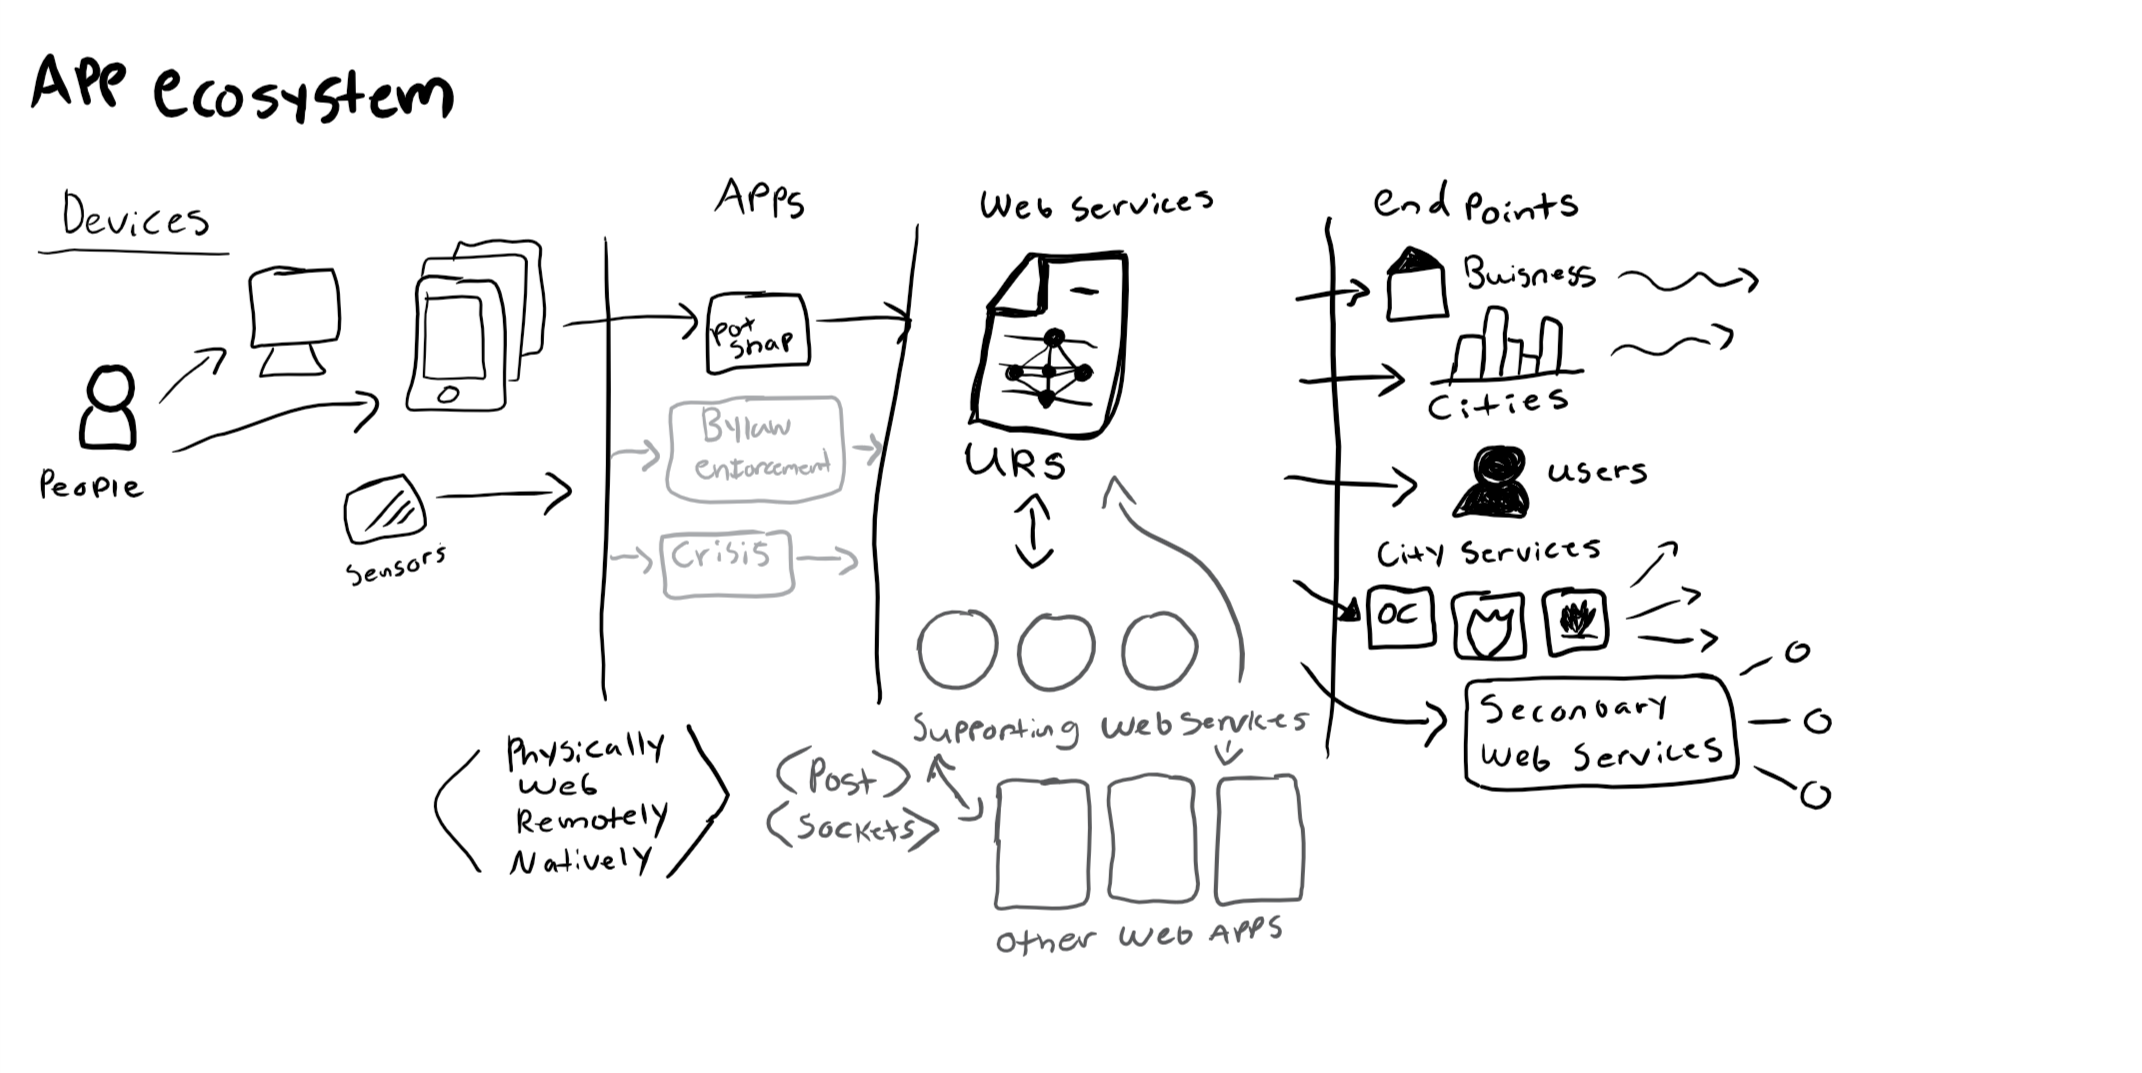 App ecosystem
Devices
People
Sensors
Apps
Pot
Snap
Bylaw
enforcement
Crisis
Physically
Web
Remotely
Natively
Web Services
URS
Supporting Web Services
<Post>
<Sockets>
Other Web Apps
end Points
Buisness
Cities
users
City Services
OC
Secondary
Web Services